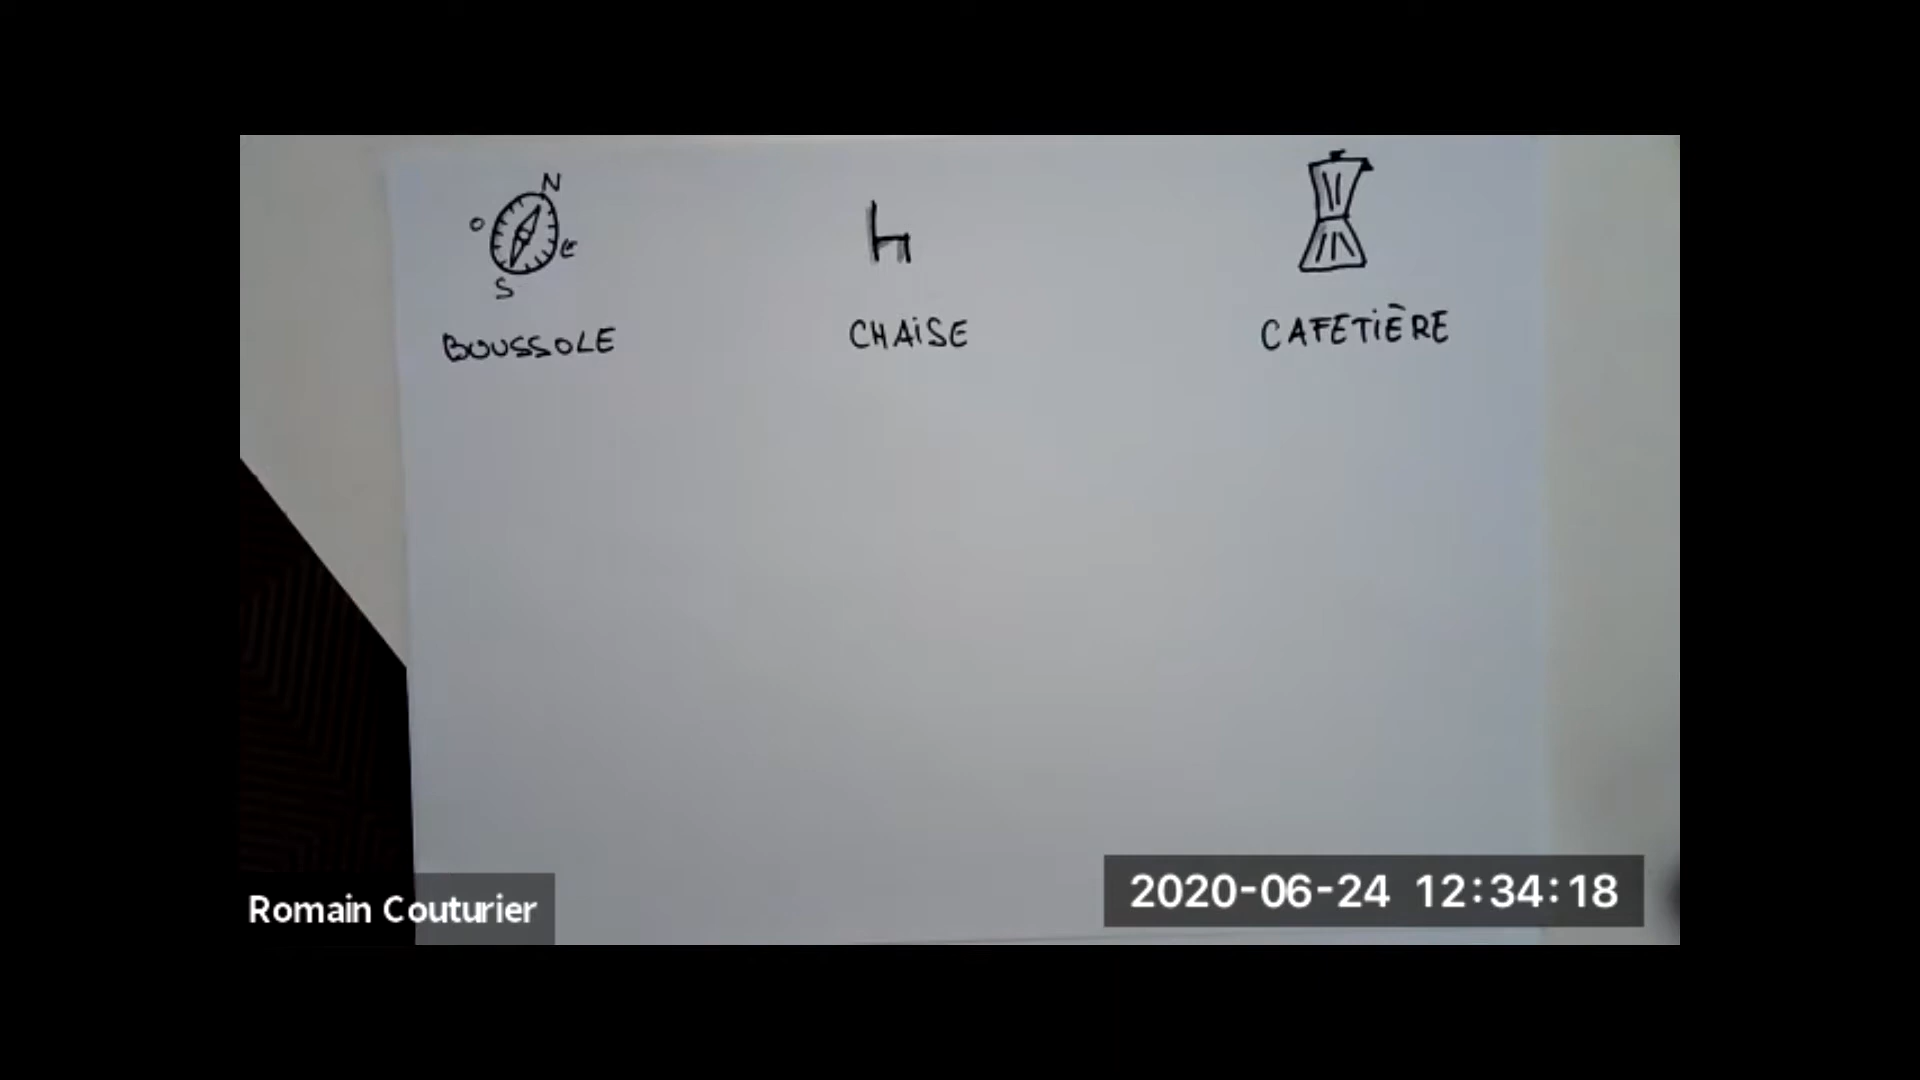 N
O
E
S
BOUSSOLE
CHAISE
CAFETIÈRE
Romain Couturier
2020-06-24 12:34:18